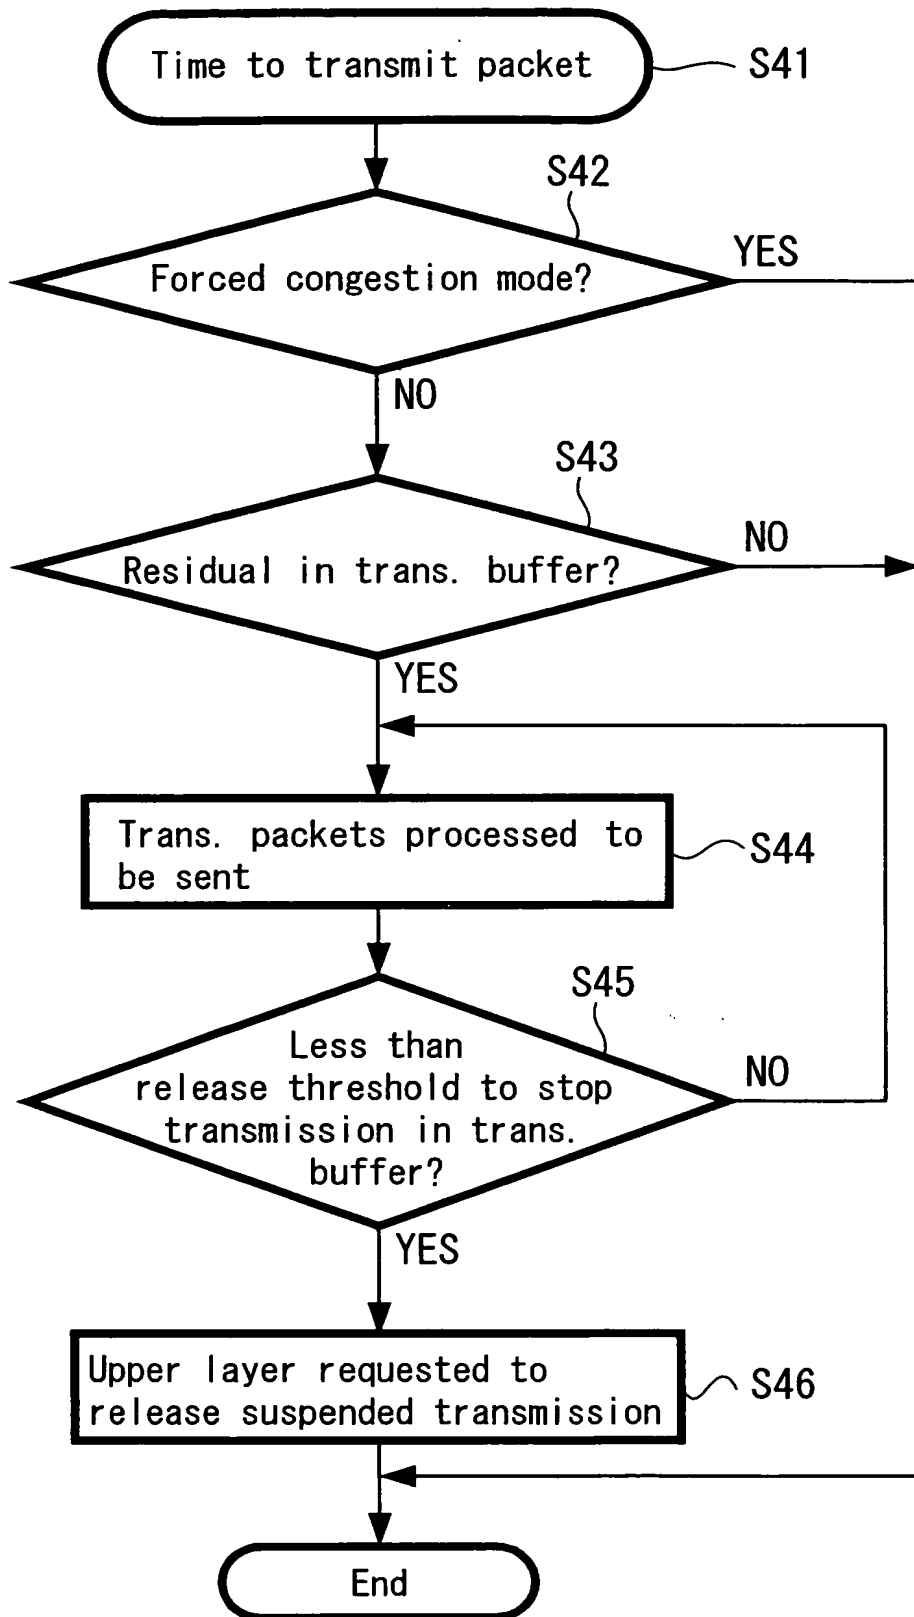 Time to transmit packet
S41
S42
Forced congestion mode?
YES
NO
S43
Residual in trans. buffer?
NO
YES
Trans. packets processed to
be sent
S44
S45
Less than
release threshold to stop
transmission in trans.
buffer?
NO
YES
Upper layer requested to
release suspended transmission
S46
End